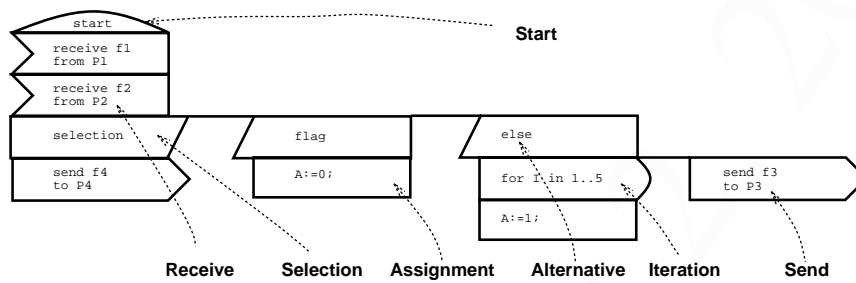 start
Start
receive f1
from P1
receive f2
from P2
selection
flag
else
send f4
to P4
A:=0;
for I in 1..5
send f3
to P3
A:=1;
Receive
Selection
Assignment
Alternative
Iteration
Send